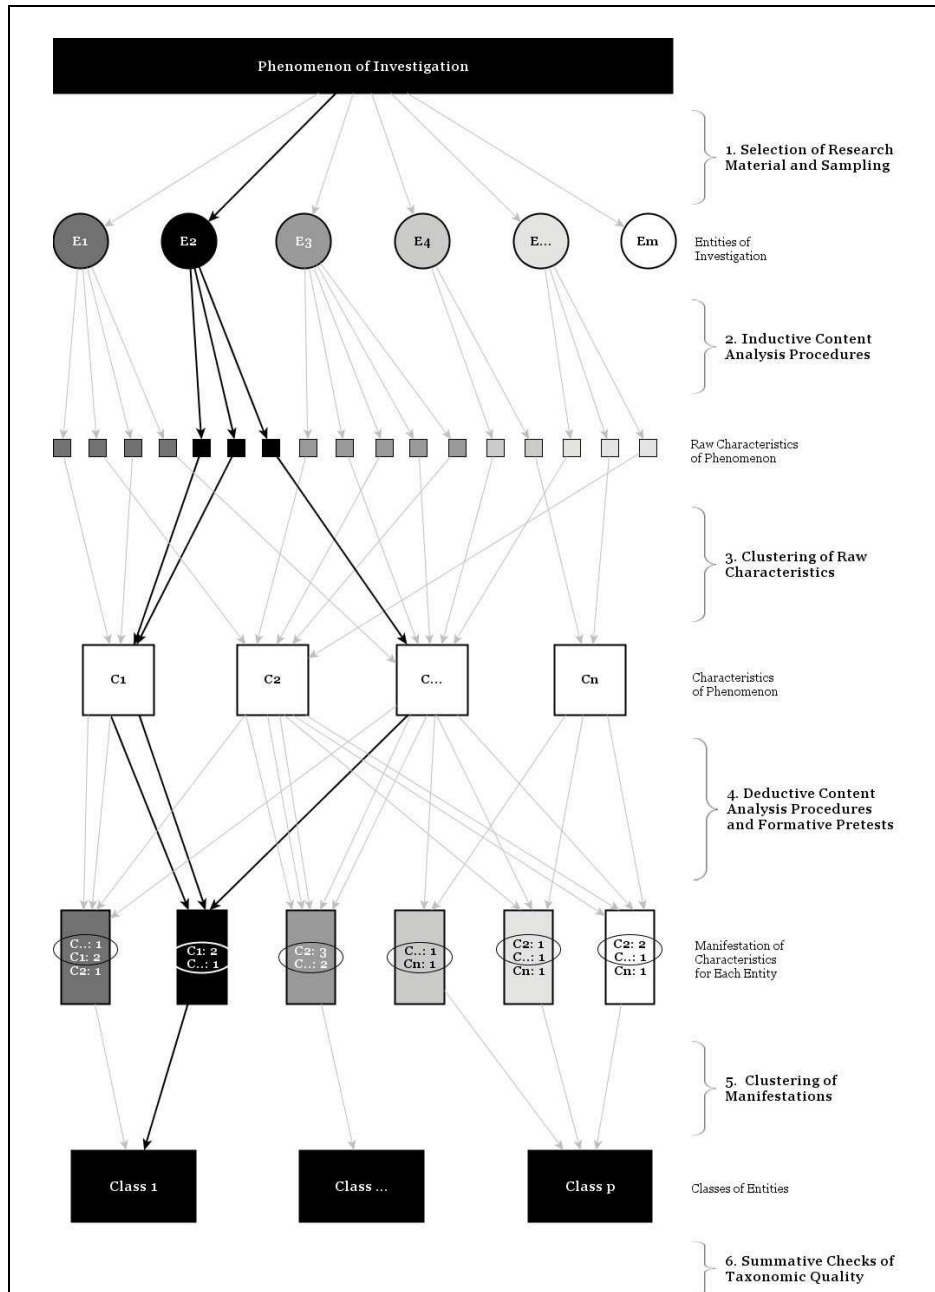 Phenomenon of Investigation
1. Selection of Research
Material and Sampling
E1
E2
E3
E4
E...
Em
Entities of
Investigation
2. Inductive Content
Analysis Procedures
Raw Characteristics
of Phenomenon
3. Clustering of Raw
Characteristics
C1
C2
C...
Cn
Characteristics
of Phenomenon
4. Deductive Content
Analysis Procedures
and Formative Pretests
C..: 1
C1: 2
C2: 1
C1: 2
C..: 1
C2: 3
C..: 2
C..: 1
Cn: 1
C2: 1
C..: 1
Cn: 1
C2: 2
C..: 1
Cn: 1
Manifestation of
Characteristics
for Each Entity
5. Clustering of
Manifestations
Class 1
Class ...
Class p
Classes of Entities
6. Summative Checks of
Taxonomic Quality